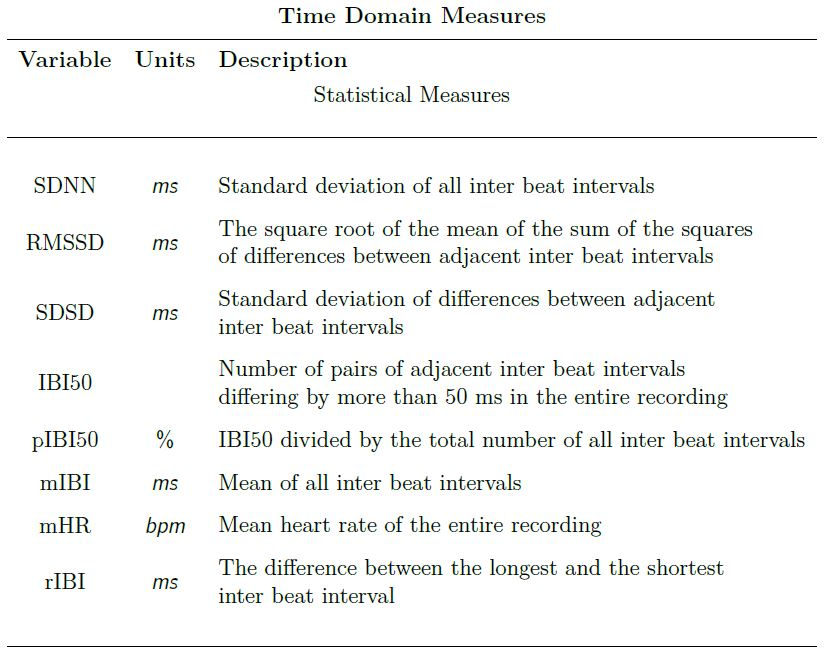 Time Domain Measures
Variable Units Description
Statistical Measures
SDNN ms Standard deviation of all inter beat intervals
RMSSD ms The square root of the mean of the sum of the squares
of differences between adjacent inter beat intervals
SDSD ms Standard deviation of differences between adjacent
inter beat intervals
IBI50 Number of pairs of adjacent inter beat intervals
differing by more than 50 ms in the entire recording
pIBI50 % IBI50 divided by the total number of all inter beat intervals
mIBI ms Mean of all inter beat intervals
mHR bpm Mean heart rate of the entire recording
rIBI ms The difference between the longest and the shortest
inter beat interval